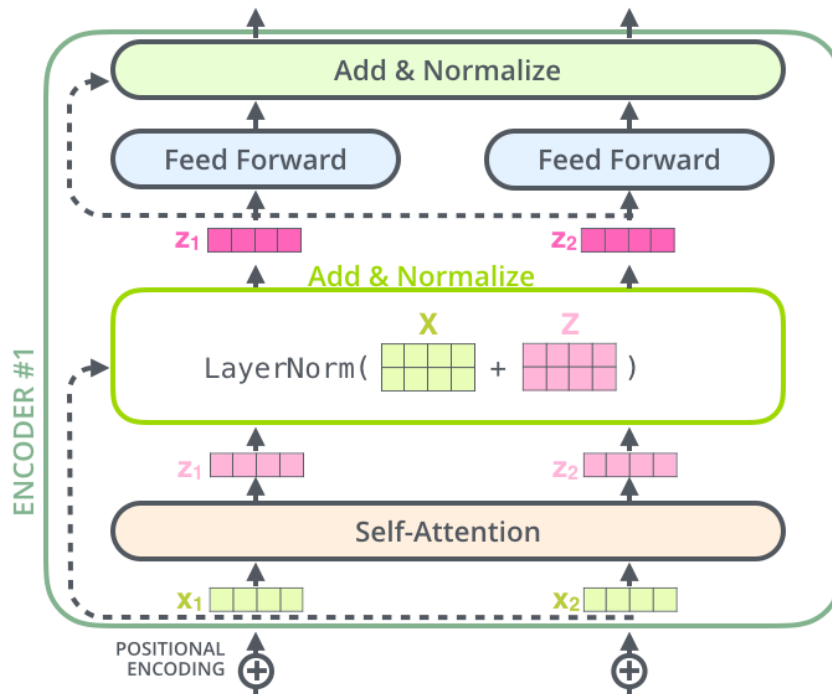 Add & Normalize
Feed Forward
Feed Forward
z₁
z₂
Add & Normalize
X
Z
LayerNorm( + )
ENCODER #1
z₁
z₂
Self-Attention
x₁
x₂
POSITIONAL
ENCODING